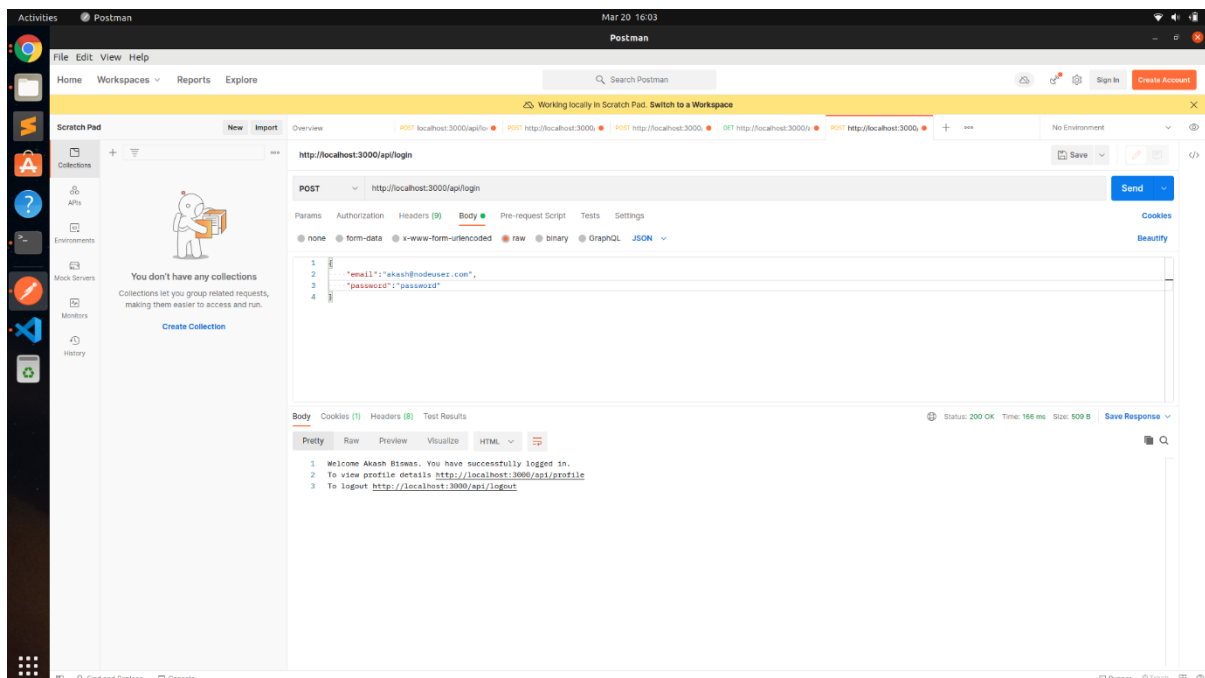 Activities Postman Mar 20 16:03
Postman
File Edit View Help
Home Workspaces Reports Explore Search Postman Sign In Create Account
Working locally in Scratch Pad. Switch to a Workspace
Scratch Pad New Import Overview POST localhost:3000/api/lo POST http://localhost:3000, POST http://localhost:3000, GET http://localhost:3000/ POST http://localhost:3000, No Environment
Collections
http://localhost:3000/api/login Save
APIs
POST http://localhost:3000/api/login Send
Params Authorization Headers (9) Body Pre-request Script Tests Settings Cookies
Environments
none form-data x-www-form-urlencoded raw binary GraphQL JSON Beautify
Mock Servers
Monitors
History
You don't have any collections
Collections let you group related requests,
making them easier to access and run.
Create Collection
1 {
2 "email":"akash@nodeuser.com",
3 "password":"password"
4 }
Body Cookies (1) Headers (8) Test Results Status: 200 OK Time: 166 ms Size: 509 B Save Response
Pretty Raw Preview Visualize HTML
1 Welcome Akash Biswas. You have successfully logged in.
2 To view profile details http://localhost:3000/api/profile
3 To logout http://localhost:3000/api/logout